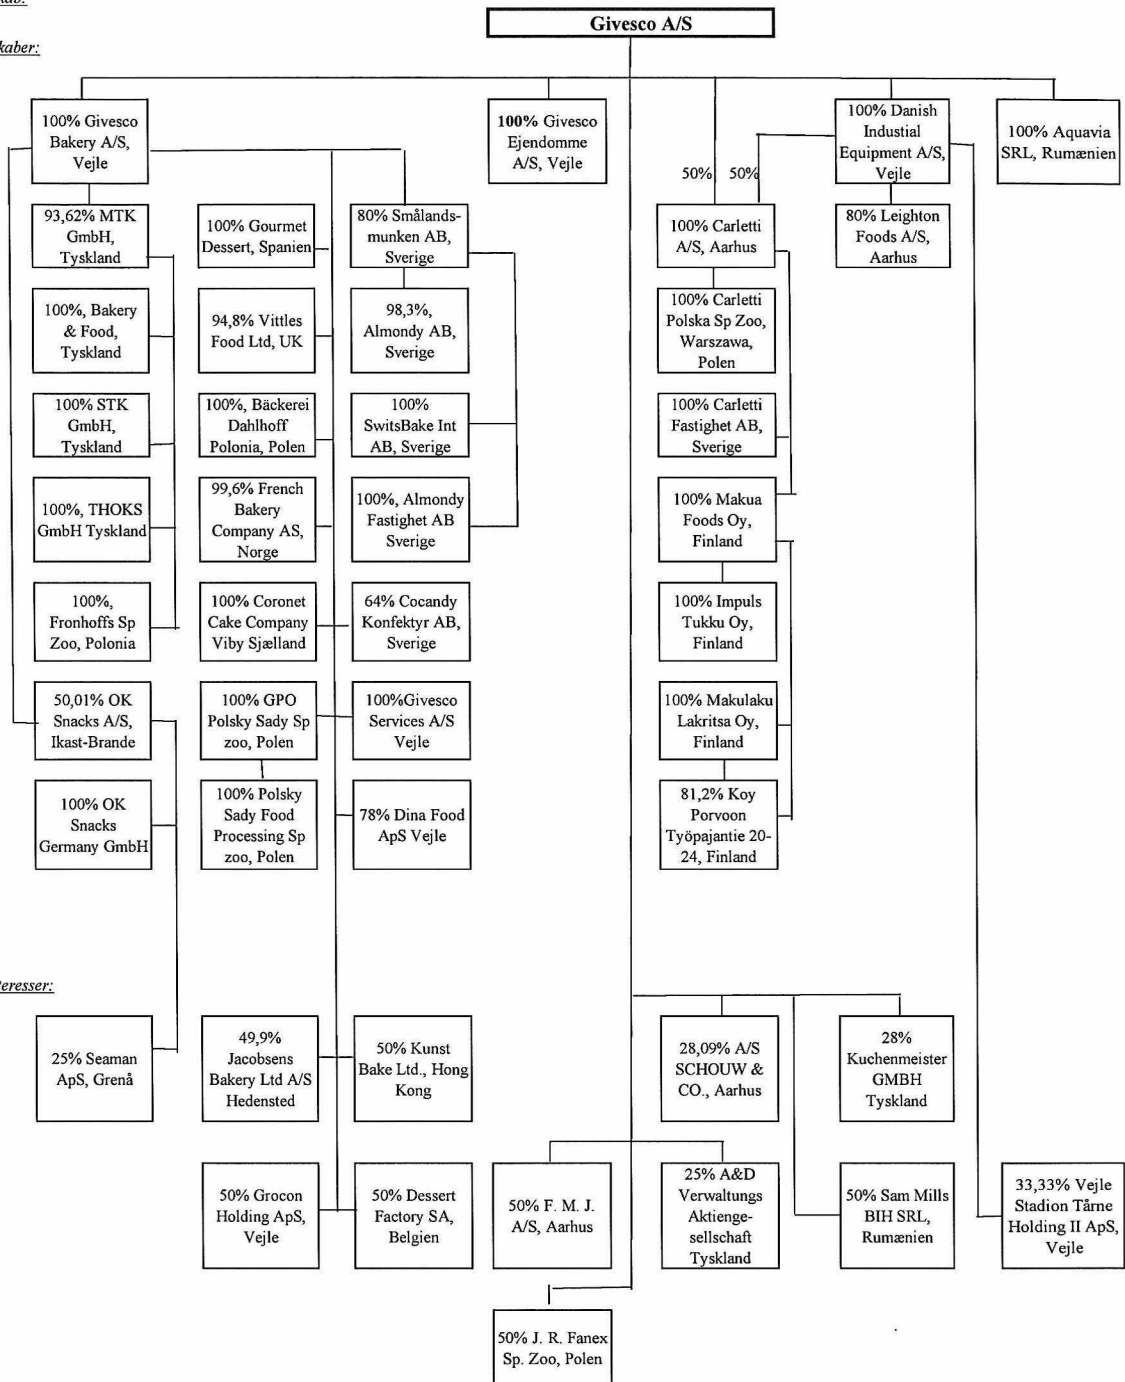 Givesco A/S
kaber:
100% Givesco
Bakery A/S,
Vejle
100% Givesco
Ejendomme
A/S, Vejle
100% Danish
Industial
Equipment A/S,
Vejle
100% Aquavia
SRL, Rumænien
50%
50%
93,62% MTK
GmbH,
Tyskland
100% Gourmet
Dessert, Spanien
80% Smålands-
munken AB,
Sverige
100% Carletti
A/S, Aarhus
80% Leighton
Foods A/S,
Aarhus
100%, Bakery
& Food,
Tyskland
94,8% Vittles
Food Ltd, UK
98,3%,
Almondy AB,
Sverige
100% Carletti
Polska Sp Zoo,
Warszawa,
Polen
100% STK
GmbH,
Tyskland
100%, Bäckerei
Dahlhoff
Polonia, Polen
100%
SwitsBake Int
AB, Sverige
100% Carletti
Fastighet AB,
Sverige
100%, THOKS
GmbH Tyskland
99,6% French
Bakery
Company AS,
Norge
100%, Almondy
Fastighet AB
Sverige
100% Makua
Foods Oy,
Finland
100%,
Fronhoffs Sp
Zoo, Polonia
100% Coronet
Cake Company
Viby Sjælland
64% Cocandy
Konfektyr AB,
Sverige
100% Impuls
Tukku Oy,
Finland
50,01% OK
Snacks A/S,
Ikast-Brande
100% GPO
Polsky Sady Sp
zoo, Polen
100%Givesco
Services A/S
Vejle
100% Makulaku
Lakritsa Oy,
Finland
100% OK
Snacks
Germany GmbH
100% Polsky
Sady Food
Processing Sp
zoo, Polen
78% Dina Food
ApS Vejle
81,2% Koy
Porvoon
Työpajantie 20-
24, Finland
teresser:
25% Seaman
ApS, Grenå
49,9%
Jacobsens
Bakery Ltd A/S
Hedensted
50% Kunst
Bake Ltd., Hong
Kong
28,09% A/S
SCHOUW &
CO., Aarhus
28%
Kuchenmeister
GMBH
Tyskland
50% Grocon
Holding ApS,
Vejle
50% Dessert
Factory SA,
Belgien
50% F. M. J.
A/S, Aarhus
25% A&D
Verwaltungs
Aktienge-
sellschaft
Tyskland
50% Sam Mills
BIH SRL,
Rumænien
33,33% Vejle
Stadion Tårne
Holding II ApS,
Vejle
50% J. R. Fanex
Sp. Zoo, Polen